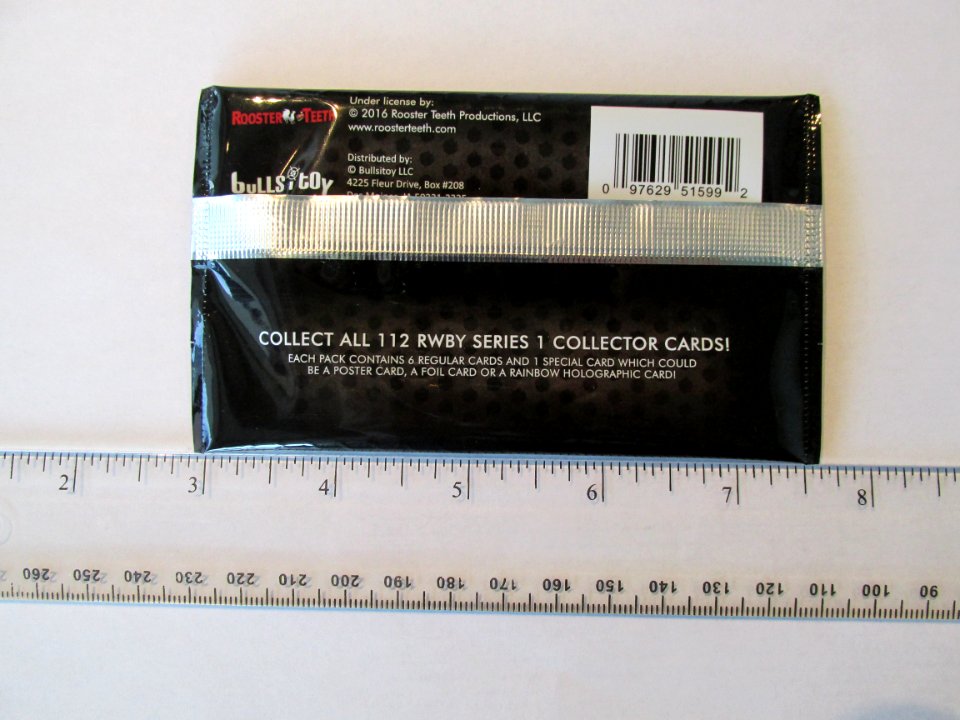 ROOSTER TEETH
Under license by:
© 2016 Rooster Teeth Productions, LLC
www.roosterteeth.com
bullsitoy
Distributed by:
© Bullsitoy LLC
4225 Fleur Drive, Box #208
0 97629 51599 2
COLLECT ALL 112 RWBY SERIES 1 COLLECTOR CARDS!
EACH PACK CONTAINS 6 REGULAR CARDS AND 1 SPECIAL CARD WHICH COULD
BE A POSTER CARD, A FOIL CARD OR A RAINBOW HOLOGRAPHIC CARD!
2 3 4 5 6 7 8
260 250 240 230 220 210 200 190 180 170 160 150 140 130 120 110 100 90